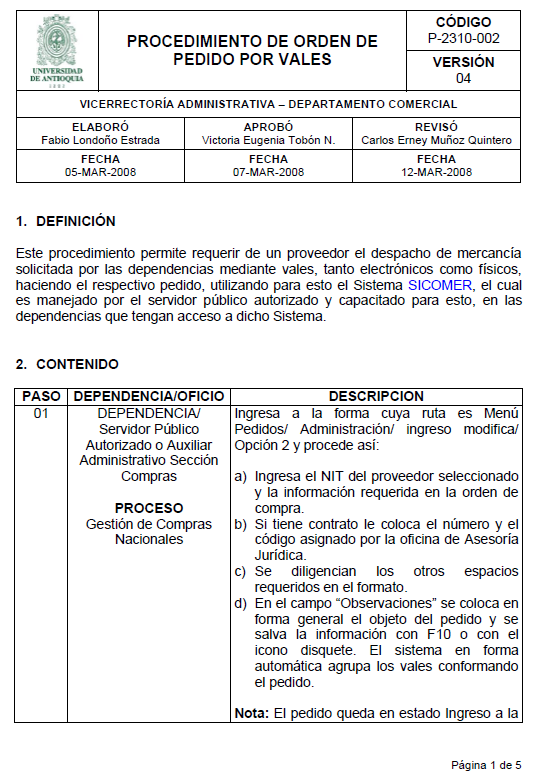 UNIVERSIDAD
DE ANTIOQUIA
1803
PROCEDIMIENTO DE ORDEN DE
PEDIDO POR VALES
CÓDIGO
P-2310-002
VERSIÓN
04
VICERRECTORÍA ADMINISTRATIVA – DEPARTAMENTO COMERCIAL
ELABORÓ
Fabio Londoño Estrada
APROBÓ
Victoria Eugenia Tobón N.
REVISÓ
Carlos Erney Muñoz Quintero
FECHA
05-MAR-2008
FECHA
07-MAR-2008
FECHA
12-MAR-2008
1. DEFINICIÓN
Este procedimiento permite requerir de un proveedor el despacho de mercancía
solicitada por las dependencias mediante vales, tanto electrónicos como físicos,
haciendo el respectivo pedido, utilizando para esto el Sistema SICOMER, el cual
es manejado por el servidor público autorizado y capacitado para esto, en las
dependencias que tengan acceso a dicho Sistema.
2. CONTENIDO
PASO DEPENDENCIA/OFICIO DESCRIPCION
01
DEPENDENCIA/
Servidor Público
Autorizado o Auxiliar
Administrativo Sección
Compras
PROCESO
Gestión de Compras
Nacionales
Ingresa a la forma cuya ruta es Menú
Pedidos/ Administración/ ingreso modifica/
Opción 2 y procede así:
a) Ingresa el NIT del proveedor seleccionado
y la información requerida en la orden de
compra.
b) Si tiene contrato le coloca el número y el
código asignado por la oficina de Asesoría
Jurídica.
c) Se diligencian los otros espacios
requeridos en el formato.
d) En el campo “Observaciones” se coloca en
forma general el objeto del pedido y se
salva la información con F10 o con el
icono disquete. El sistema en forma
automática agrupa los vales conformando
el pedido.
Nota: El pedido queda en estado Ingreso a la
Página 1 de 5